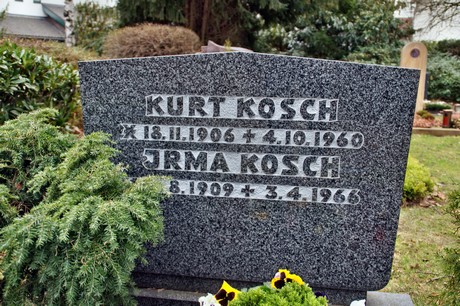 KURT KOSCH
18.11.1906 + 4.10.1960
JRMA KOSCH
8.1909 + 3.4.1966